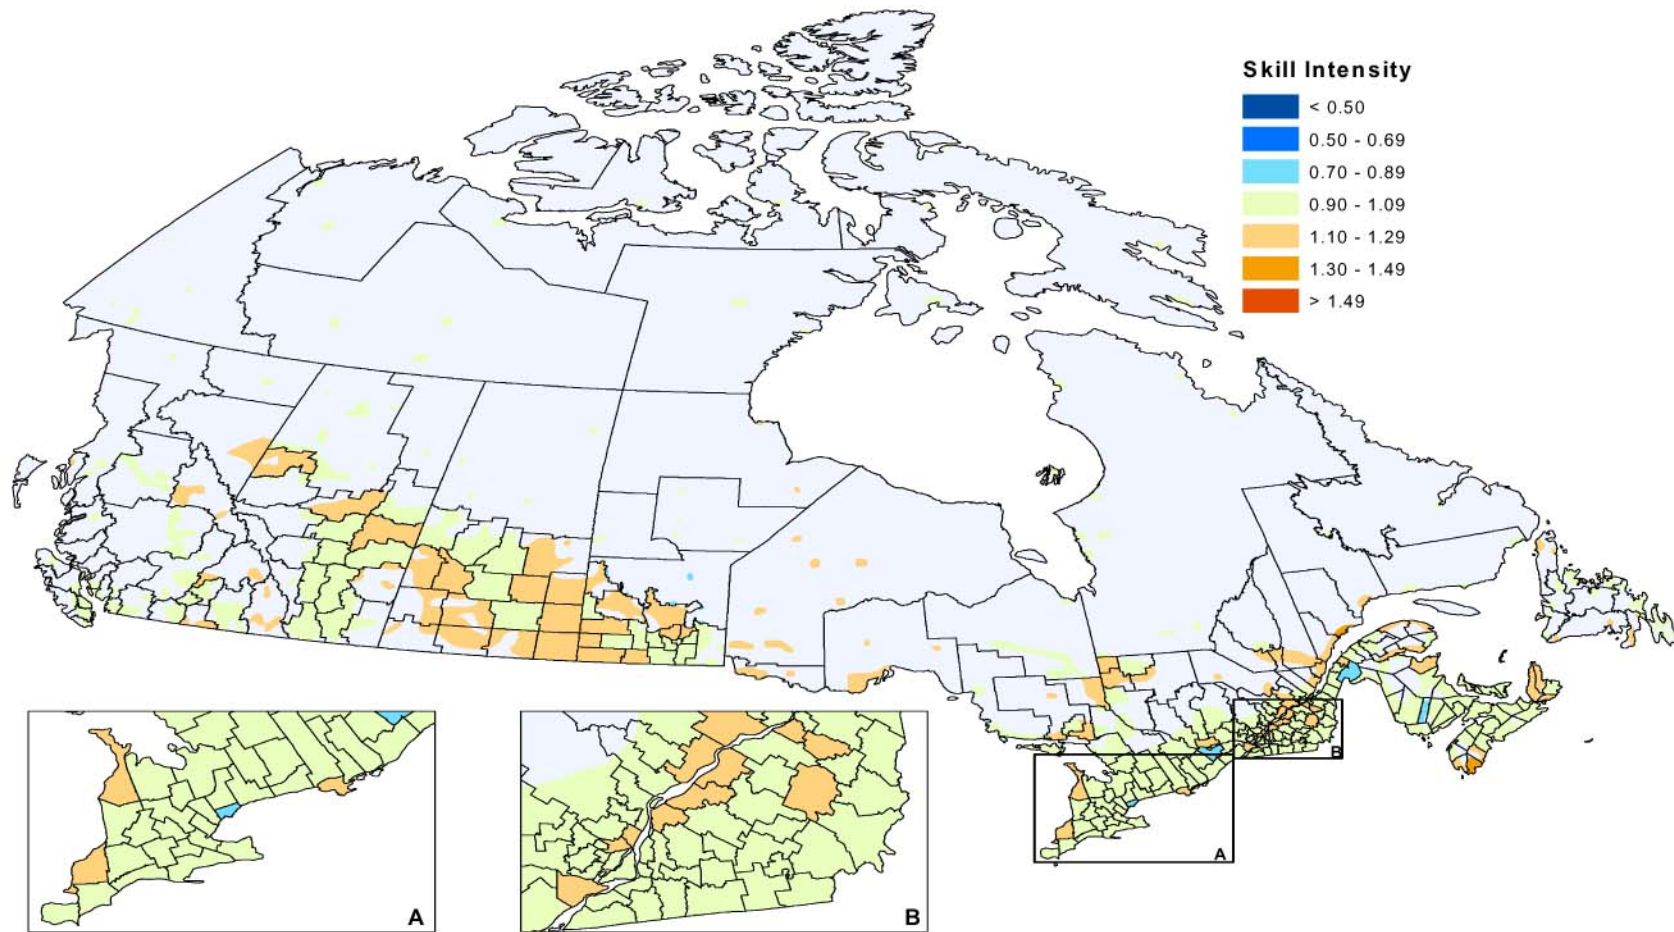 Skill Intensity
< 0.50
0.50 - 0.69
0.70 - 0.89
0.90 - 1.09
1.10 - 1.29
1.30 - 1.49
> 1.49
B
A
A
B